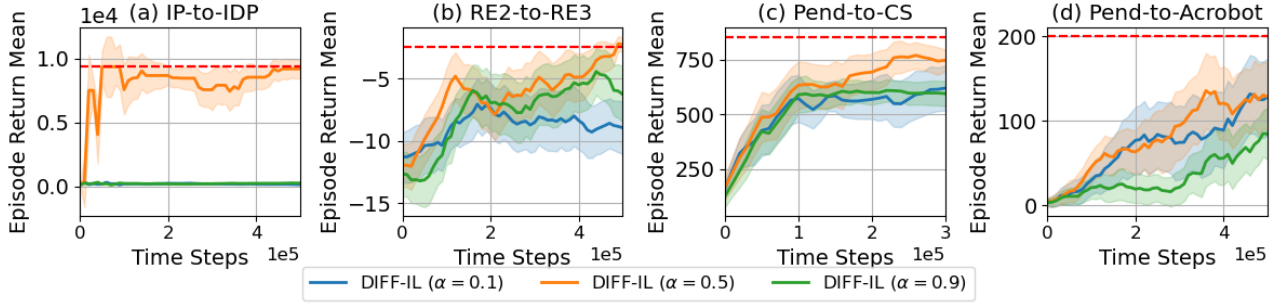 (a) IP-to-IDP
1e4
Episode Return Mean
1.0
0.5
0.0
0
2
4
1e5
Time Steps
(b) RE2-to-RE3
Episode Return Mean
−5
−10
−15
0
2
4
1e5
Time Steps
(c) Pend-to-CS
Episode Return Mean
750
500
250
0
1
2
3
1e5
Time Steps
(d) Pend-to-Acrobot
Episode Return Mean
200
100
0
0
2
4
1e5
Time Steps
DIFF-IL (α = 0.1) DIFF-IL (α = 0.5) DIFF-IL (α = 0.9)